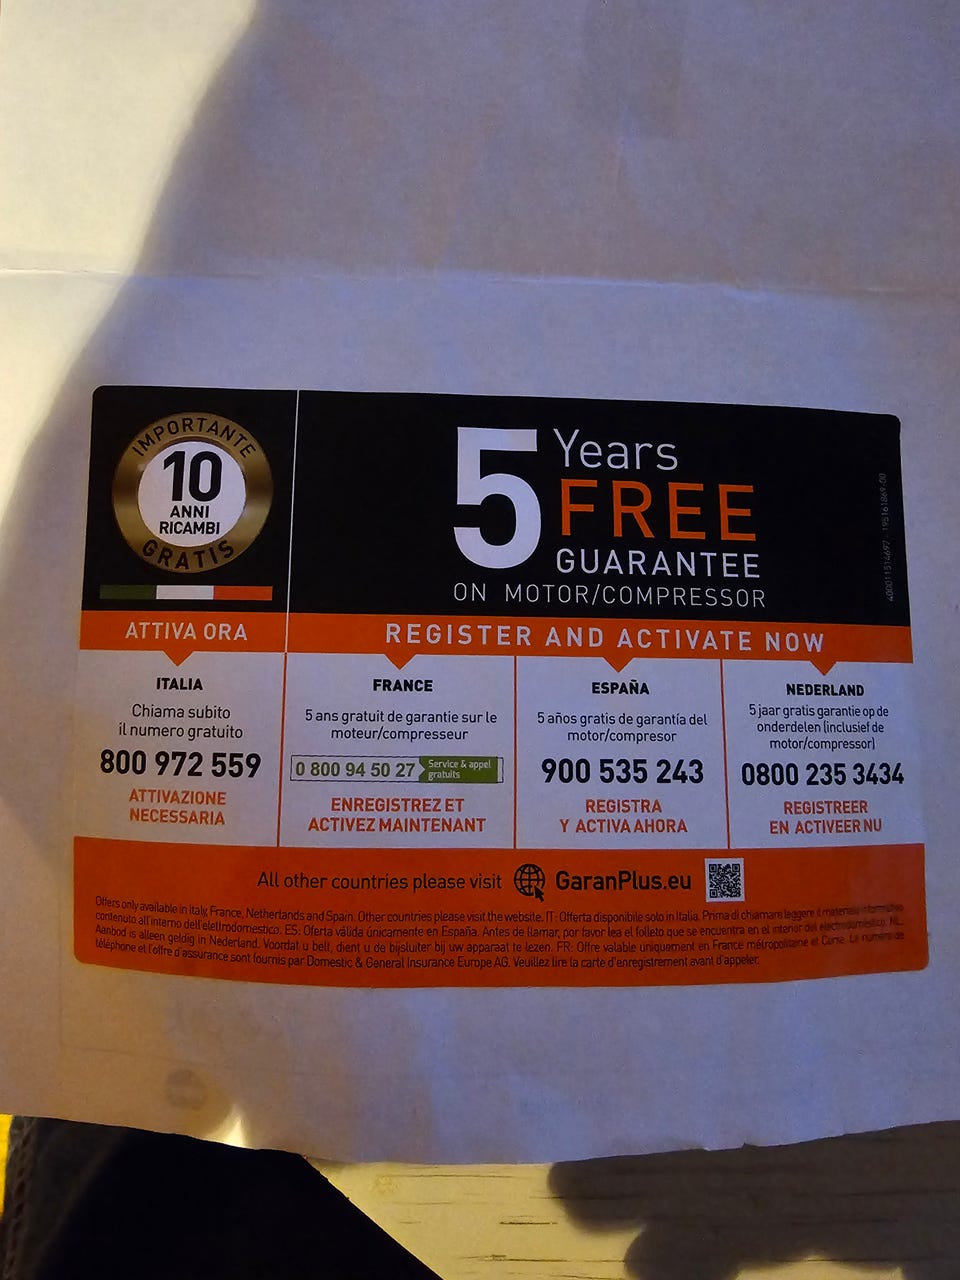 IMPORTANTE
10
ANNI
RICAMBI
GRATIS
5 Years
FREE
GUARANTEE
ON MOTOR/COMPRESSOR
ATTIVA ORA
REGISTER AND ACTIVATE NOW
ITALIA
Chiama subito
il numero gratuito
800 972 559
ATTIVAZIONE
NECESSARIA
FRANCE
5 ans gratuit de garantie sur le
moteur/compresseur
0 800 94 50 27
Service & appel
gratuits
ENREGISTREZ ET
ACTIVEZ MAINTENANT
ESPAÑA
5 años gratis de garantía del
motor/compresor
900 535 243
REGISTRA
Y ACTIVA AHORA
NEDERLAND
5 jaar gratis garantie op de
onderdelen (inclusief de
motor/compressor)
0800 235 3434
REGISTREER
EN ACTIVEER NU
All other countries please visit GaranPlus.eu
Offers only available in Italy, France, Netherlands and Spain. Other countries please visit the website. IT: Offerta disponibile solo in Italia. Prima di chiamare leggere il materiale informativo
contenuto all'interno dell'elettrodomestico. ES: Oferta válida únicamente en España. Antes de llamar, por favor lea el folleto que se encuentra en el interior del electrodoméstico. NL:
Aanbod is alleen geldig in Nederland. Voordat u belt, dient u de bijsluiter bij uw apparaat te lezen. FR: Offre valable uniquement en France métropolitaine et Corse. Le numéro de
téléphone et l'offre d'assurance sont fournis par Domestic & General Insurance Europe AG. Veuillez lire la carte d'enregistrement avant d'appeler.